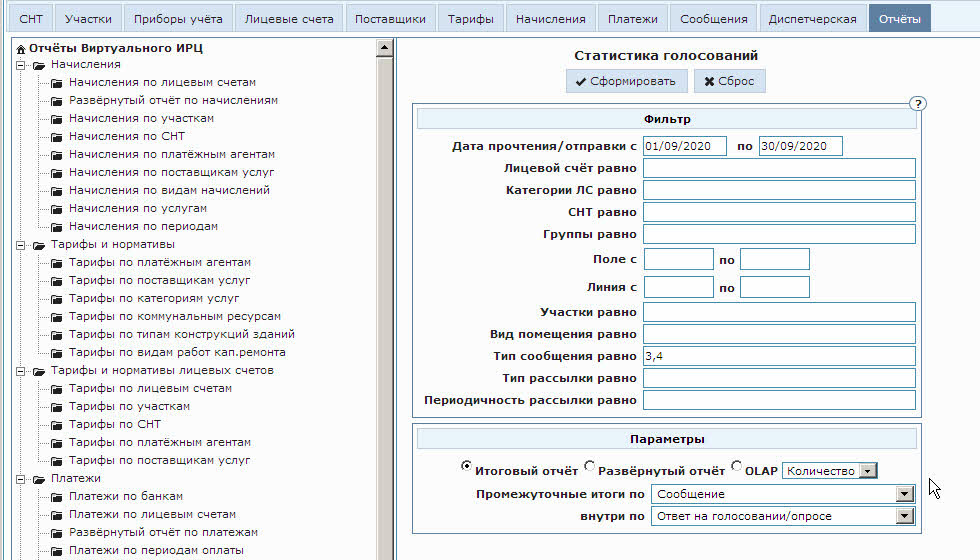 СНТ Участки Приборы учёта Лицевые счета Поставщики Тарифы Начисления Платежи Сообщения Диспетчерская Отчёты
Отчёты Виртуального ИРЦ
Начисления
Начисления по лицевым счетам
Развёрнутый отчёт по начислениям
Начисления по участкам
Начисления по СНТ
Начисления по платёжным агентам
Начисления по поставщикам услуг
Начисления по видам начислений
Начисления по услугам
Начисления по периодам
Тарифы и нормативы
Тарифы по платёжным агентам
Тарифы по поставщикам услуг
Тарифы по категориям услуг
Тарифы по коммунальным ресурсам
Тарифы по типам конструкций зданий
Тарифы по видам работ кап.ремонта
Тарифы и нормативы лицевых счетов
Тарифы по лицевым счетам
Тарифы по участкам
Тарифы по СНТ
Тарифы по платёжным агентам
Тарифы по поставщикам услуг
Платежи
Платежи по банкам
Платежи по лицевым счетам
Развёрнутый отчёт по платежам
Платежи по периодам оплаты
Статистика голосований
Сформировать Сброс
?
Фильтр
Дата прочтения/отправки с 01/09/2020 по 30/09/2020
Лицевой счёт равно
Категории ЛС равно
СНТ равно
Группы равно
Поле с по
Линия с по
Участки равно
Вид помещения равно
Тип сообщения равно 3,4
Тип рассылки равно
Периодичность рассылки равно
Параметры
Итоговый отчёт Развёрнутый отчёт OLAP Количество
Промежуточные итоги по Сообщение
внутри по Ответ на голосовании/опросе